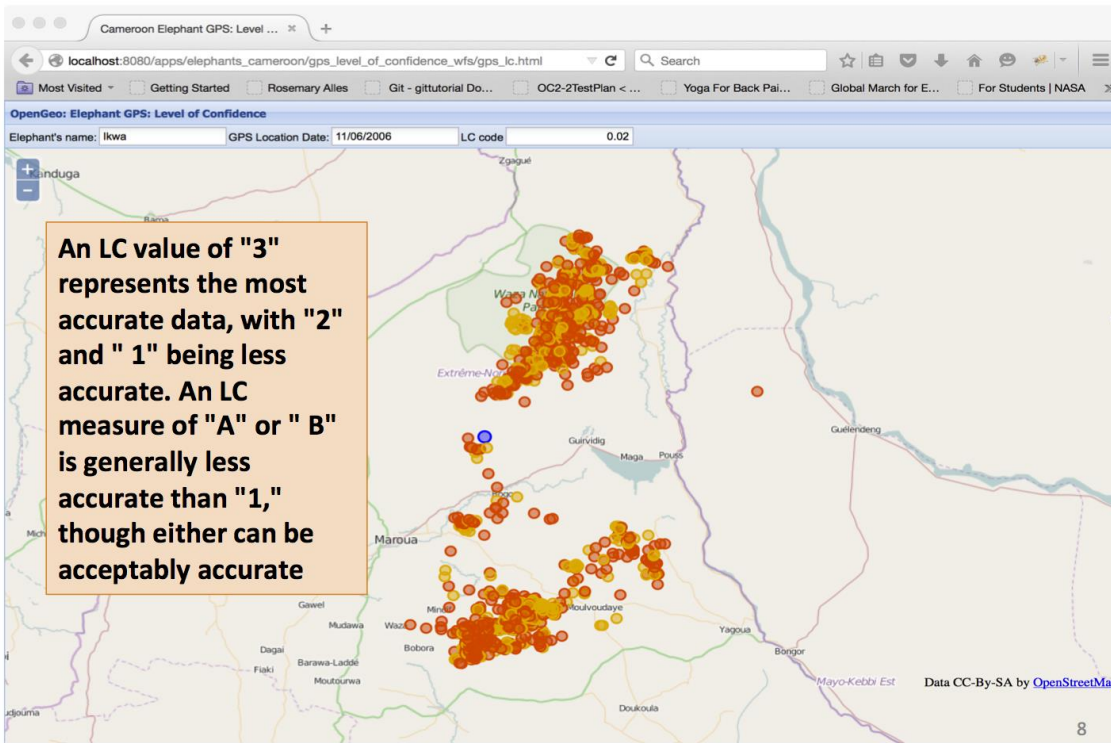 Cameroon Elephant GPS: Level ...
localhost:8080/apps/elephants_cameroon/gps_level_of_confidence_wfs/gps_lc.html
Search
Most Visited
Getting Started
Rosemary Alles
Git - gittutorial Do...
OC2-2TestPlan < ...
Yoga For Back Pai...
Global March for E...
For Students | NASA
OpenGeo: Elephant GPS: Level of Confidence
Elephant's name: Ikwa GPS Location Date: 11/06/2006 LC code 0.02
Zgagué
An LC value of "3"
represents the most
accurate data, with "2"
and " 1" being less
accurate. An LC
measure of "A" or " B"
is generally less
accurate than "1,"
though either can be
acceptably accurate
Extrême-Nor
Guirvidig
Maga
Pouss
Guélendeng
Maroua
Gawel
Mudawa
Moulvoudaye
Bobora
Yagoua
Bongor
Dagai
Fiaki
Barawa-Laddé
Moutourwa
Mayo-Kebbi Est
Data CC-By-SA by OpenStreetMa
Doukoula
8